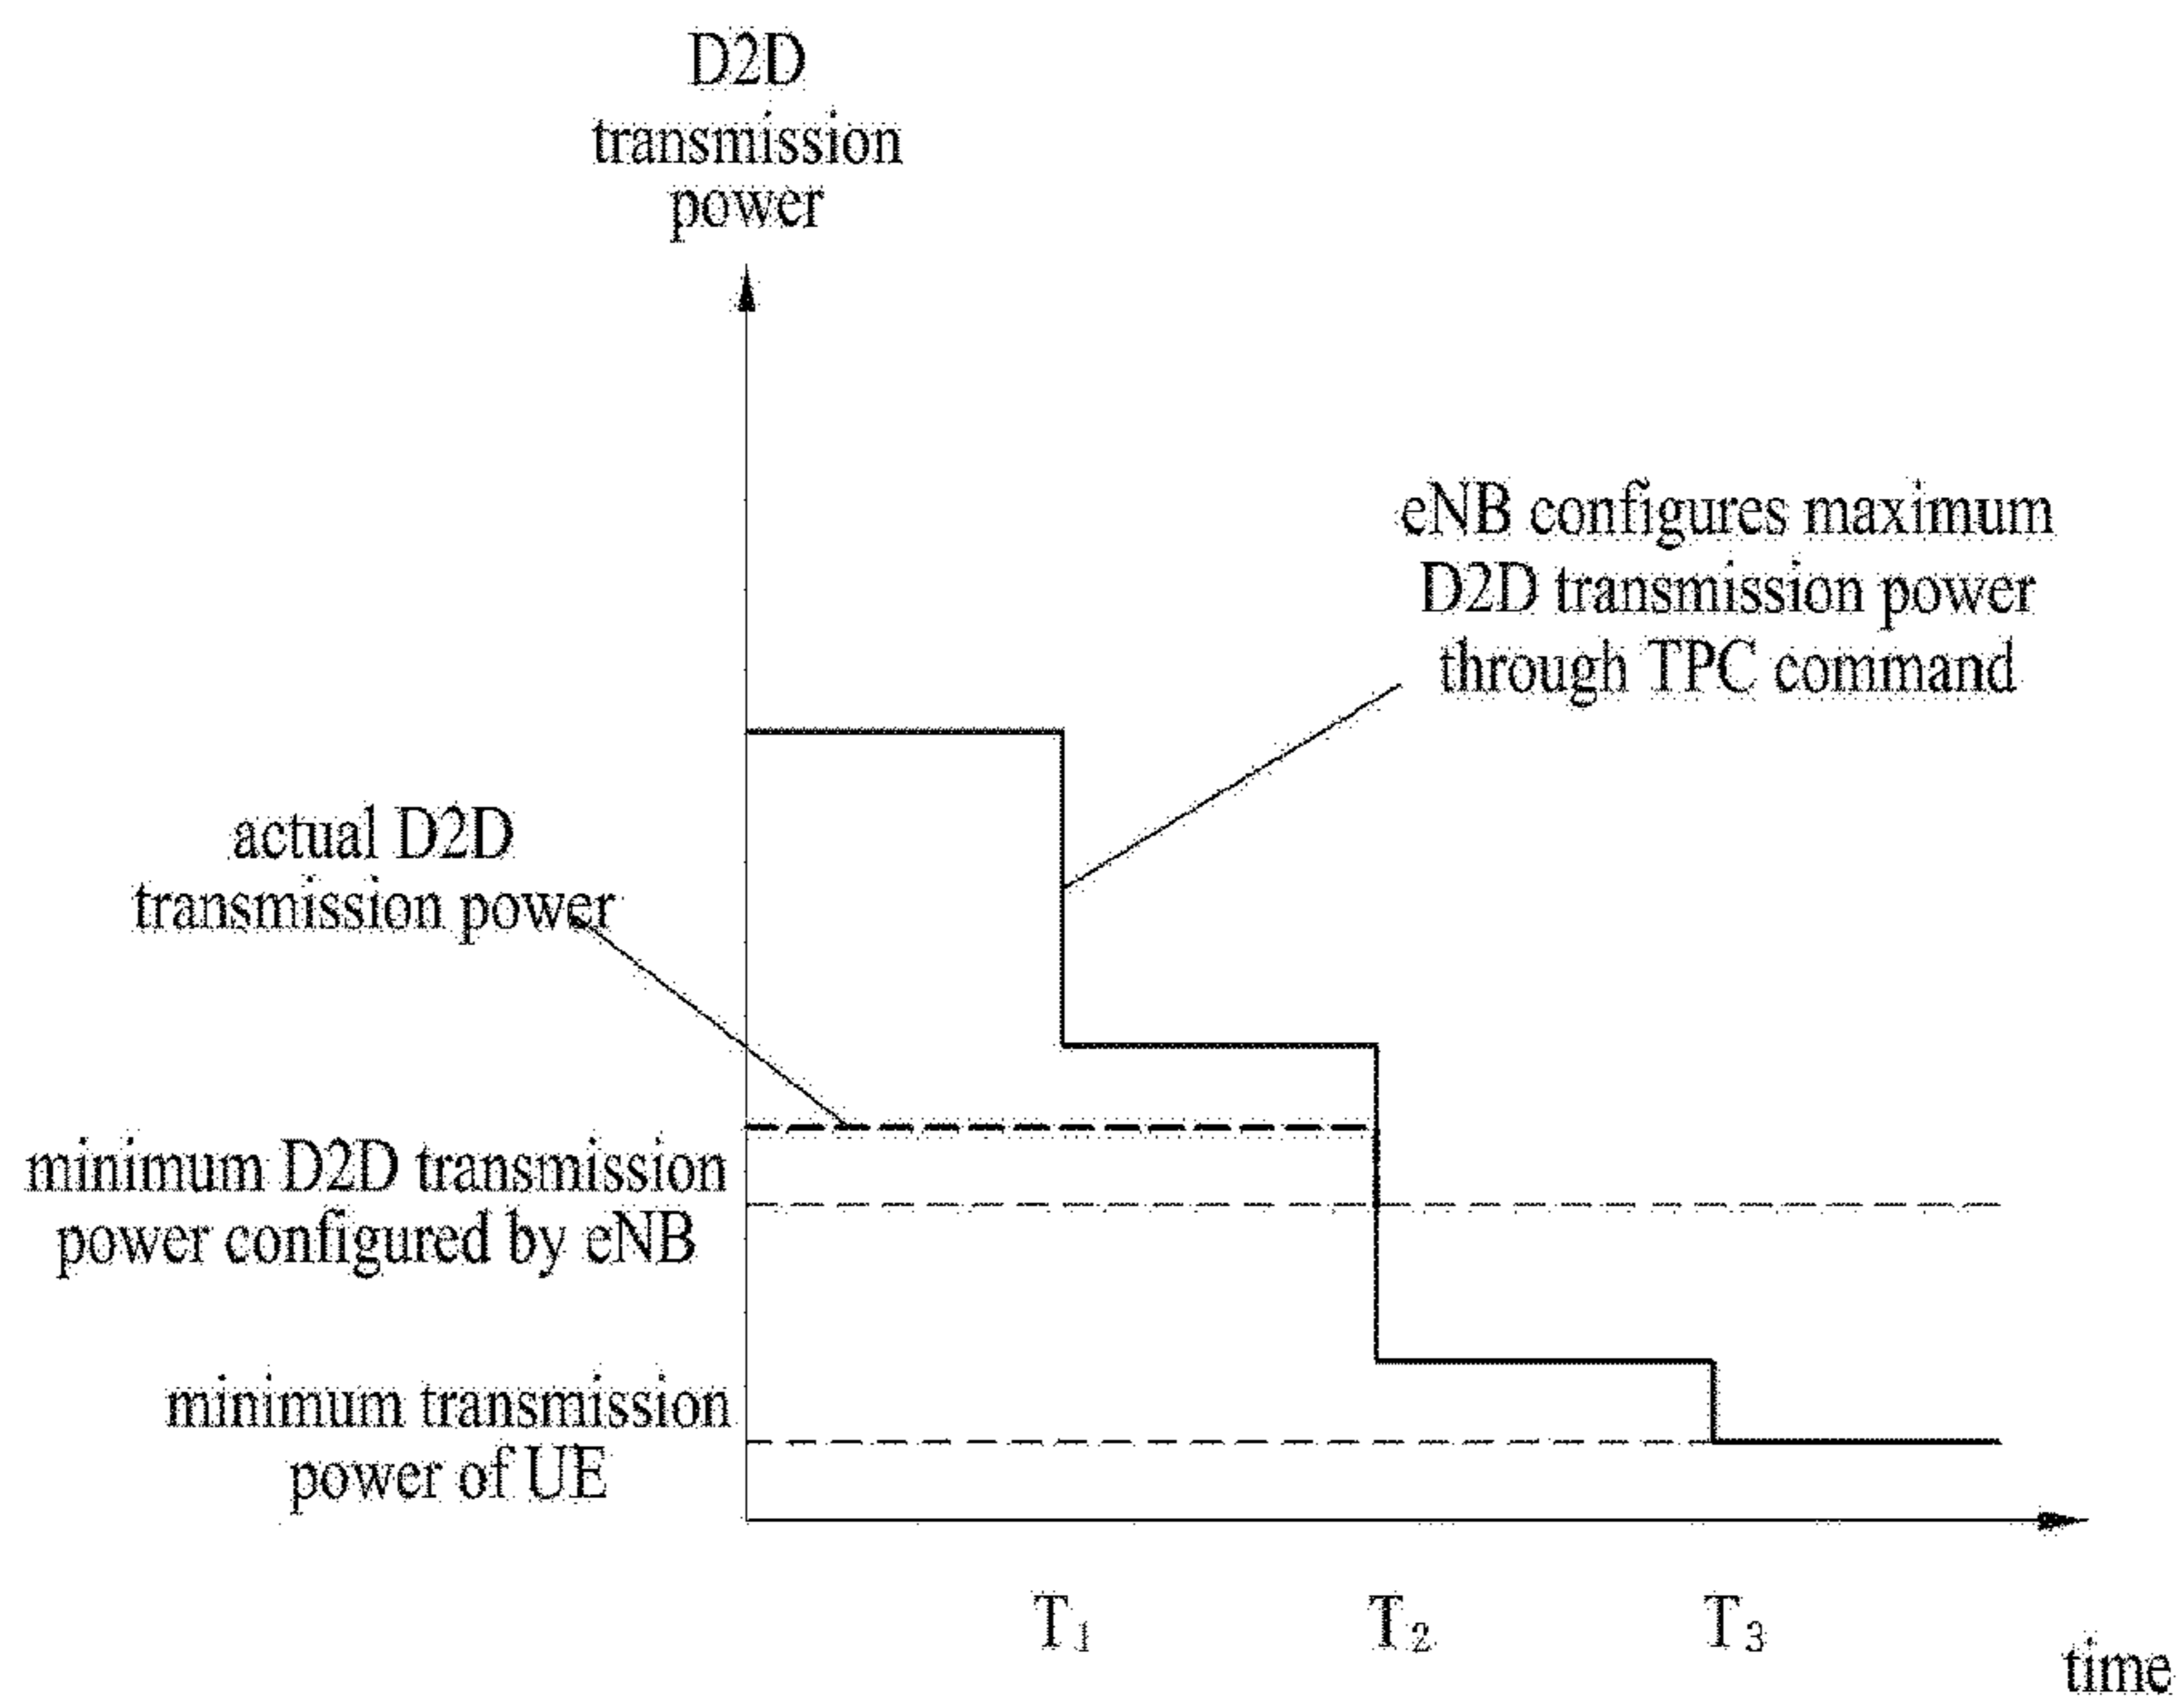 D2D
transmission
power
eNB configures maximum
D2D transmission power
through TPC command
actual D2D
transmission power
minimum D2D transmission
power configured by eNB
minimum transmission
power of UE
T1
T2
T3
time